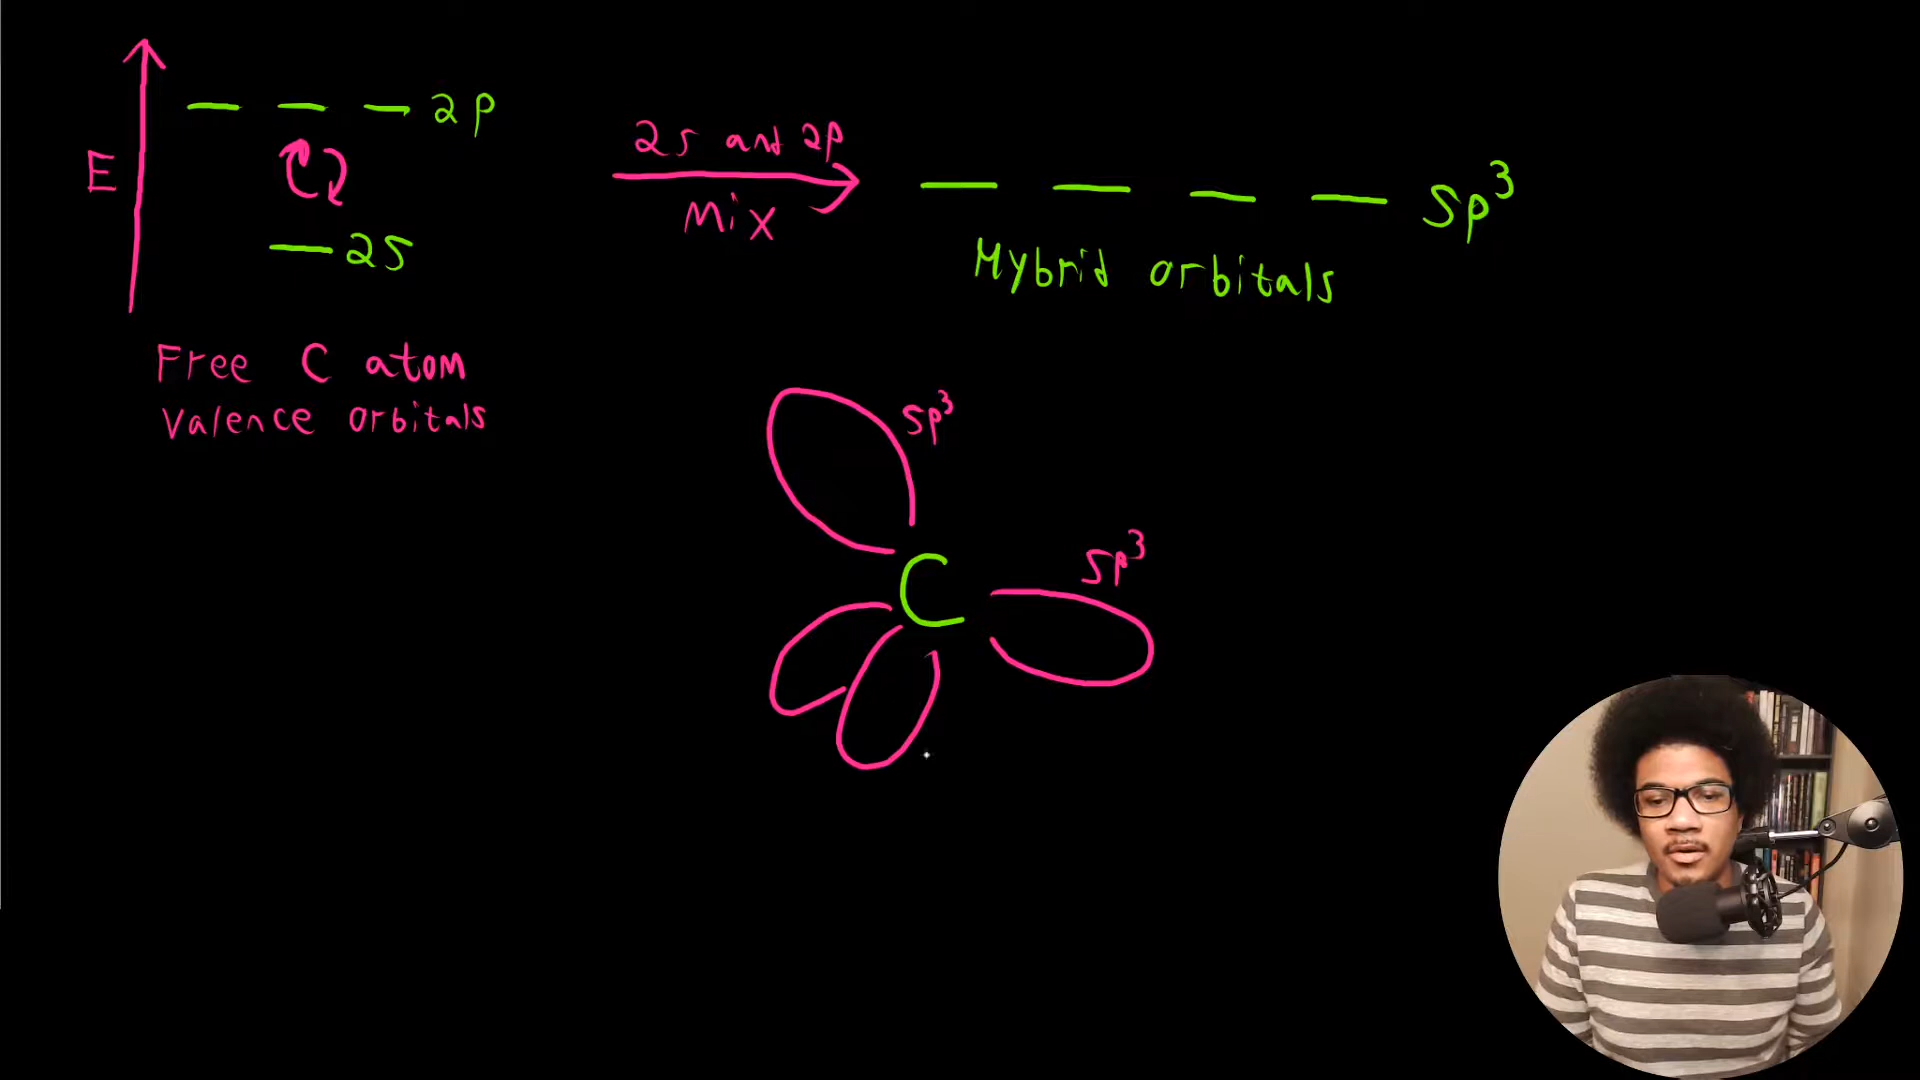 2p
E
2s
Free C atom
Valence orbitals
2s and 2p
Mix
sp³
Hybrid orbitals
sp³
sp³
C